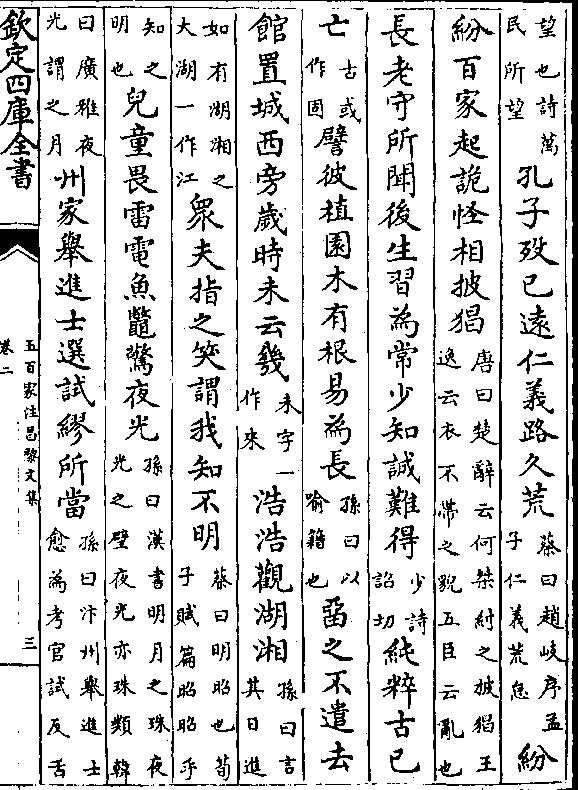 望也詩萬民所望孔子歿已遠仁義路久荒蔡曰趙岐序孟子仁義荒怠紛
紛百家起詭怪相披猖唐曰楚辭云何桀紂之披猖王逸云衣不帶之貌五臣云亂也
長老守所聞後生習為常少知誠難得少詩詔切純粹古已
亡古或作固譬彼植園木有根易為長孫曰以喻籍也留之不遣去
館置城西旁歲時未云幾未字一作來浩浩觀湖湘孫曰言其日進
如有湖湘之大湖一作江衆夫指之笑謂我知不明蔡曰明昭也荀子賦篇昭昭乎
知之明也兒童畏雷電魚鼈驚夜光孫曰漢書明月之珠夜光之璧夜光亦珠類韓
曰廣雅夜光謂之月州家舉進士選試繆所當孫曰汴州舉進士愈為考官試反舌
欽定四庫全書
五百家注昌黎文集
卷二
三